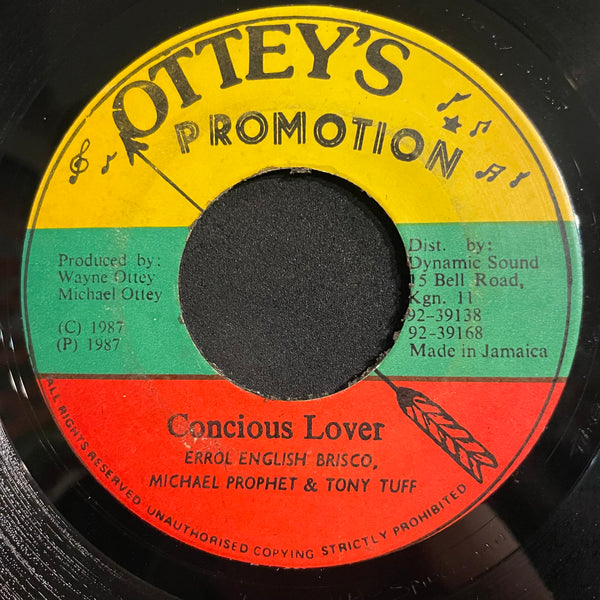 OTTEY'S
PROMOTION
Produced by:
Wayne Ottey
Michael Ottey
(C) 1987
(P) 1987
Dist. by:
Dynamic Sound
15 Bell Road,
Kgn. 11
92-39138
92-39168
Made in Jamaica
Concious Lover
ERROL ENGLISH BRISCO,
MICHAEL PROPHET & TONY TUFF
ALL RIGHTS RESERVED UNAUTHORISED COPYING STRICTLY PROHIBITED